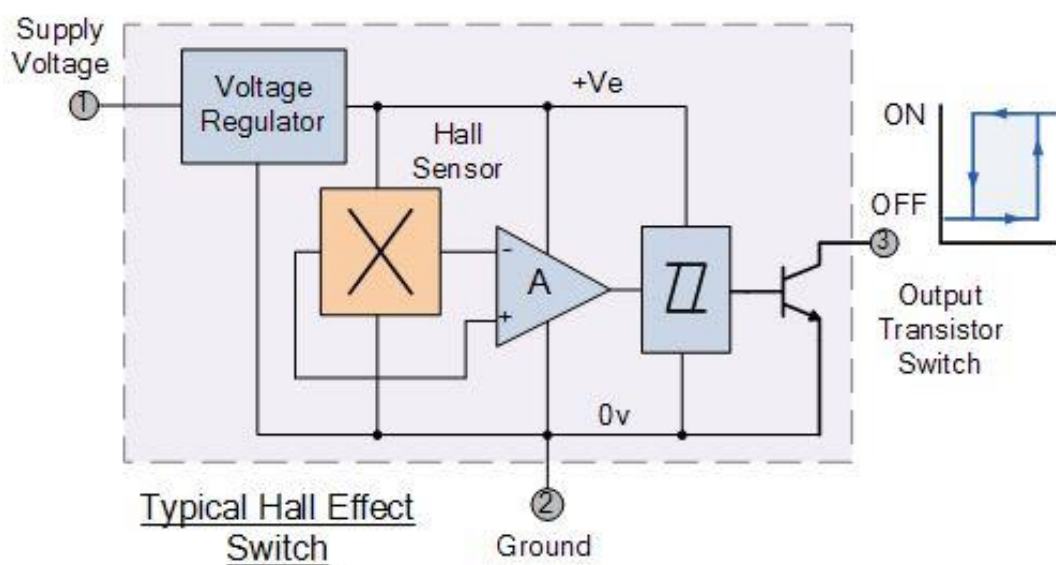 Supply
Voltage
1
Voltage
Regulator
+Ve
Hall
Sensor
-
A
+
ON
OFF
3
Output
Transistor
Switch
0v
2
Ground
Typical Hall Effect
Switch